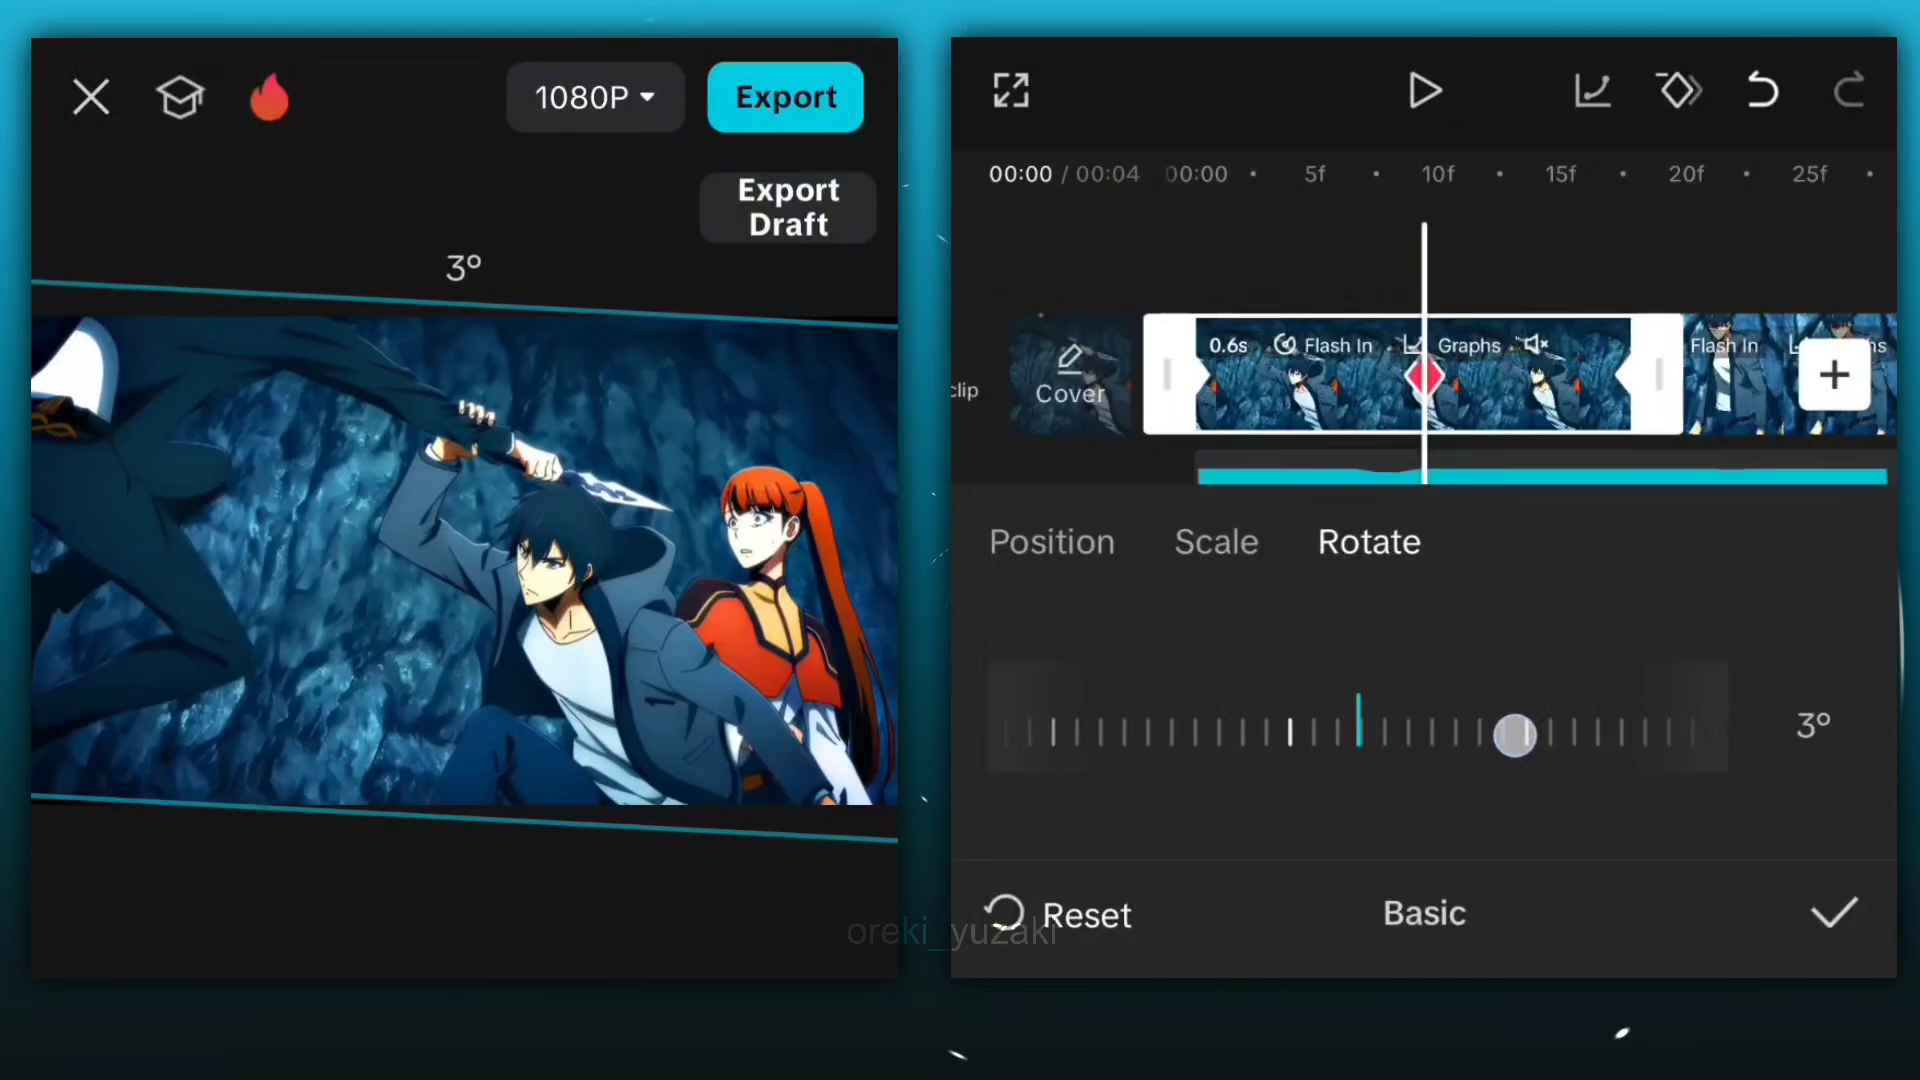 1080P
Export
Export
Draft
3°
00:00 / 00:04
00:00
5f
10f
15f
20f
25f
clip
Cover
0.6s
Flash In
Graphs
Flash In
hs
Position
Scale
Rotate
3°
Reset
Basic
oreki_yuzaki